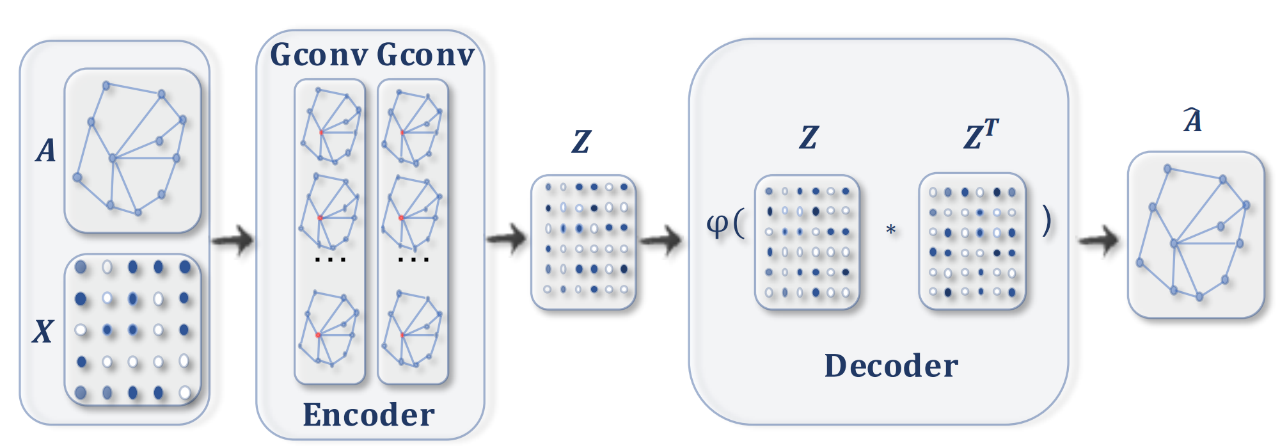 A
X
Gconv Gconv
...
...
Encoder
Z
φ(
Z
*
Z^T
)
Decoder
Â